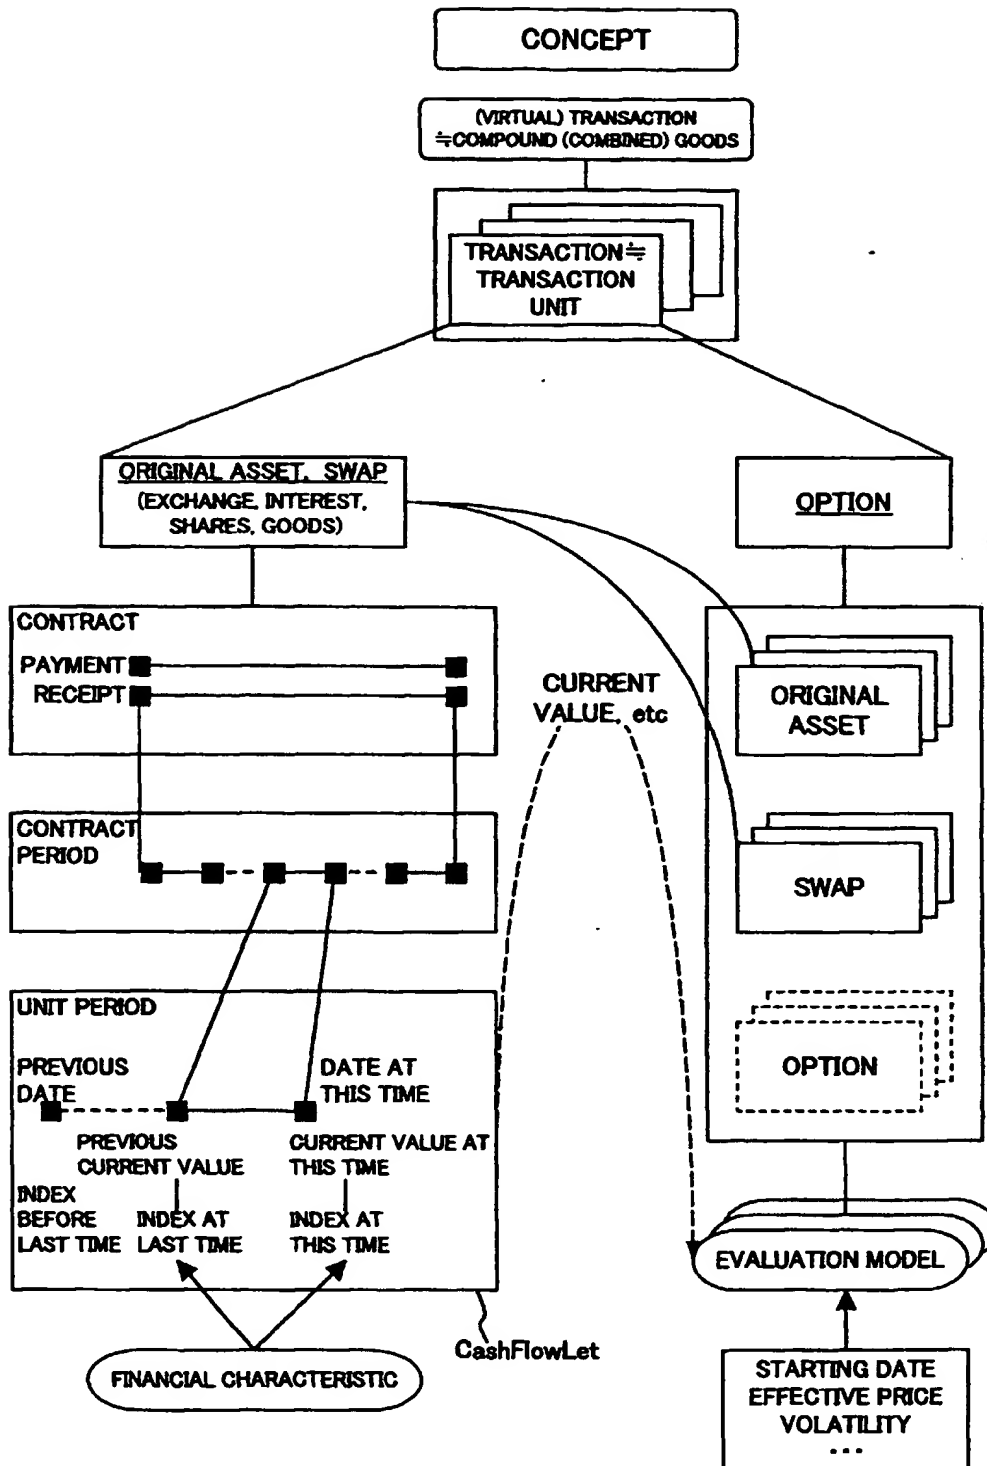 CONCEPT
(VIRTUAL) TRANSACTION
≒COMPOUND (COMBINED) GOODS
TRANSACTION≒
TRANSACTION
UNIT
ORIGINAL ASSET, SWAP
(EXCHANGE, INTEREST,
SHARES, GOODS)
OPTION
CONTRACT
PAYMENT
RECEIPT
CURRENT
VALUE, etc
ORIGINAL
ASSET
CONTRACT
PERIOD
SWAP
UNIT PERIOD
PREVIOUS
DATE
DATE AT
THIS TIME
OPTION
PREVIOUS
CURRENT VALUE
CURRENT VALUE AT
THIS TIME
INDEX
BEFORE
LAST TIME
INDEX AT
LAST TIME
INDEX AT
THIS TIME
EVALUATION MODEL
CashFlowLet
FINANCIAL CHARACTERISTIC
STARTING DATE
EFFECTIVE PRICE
VOLATILITY
...